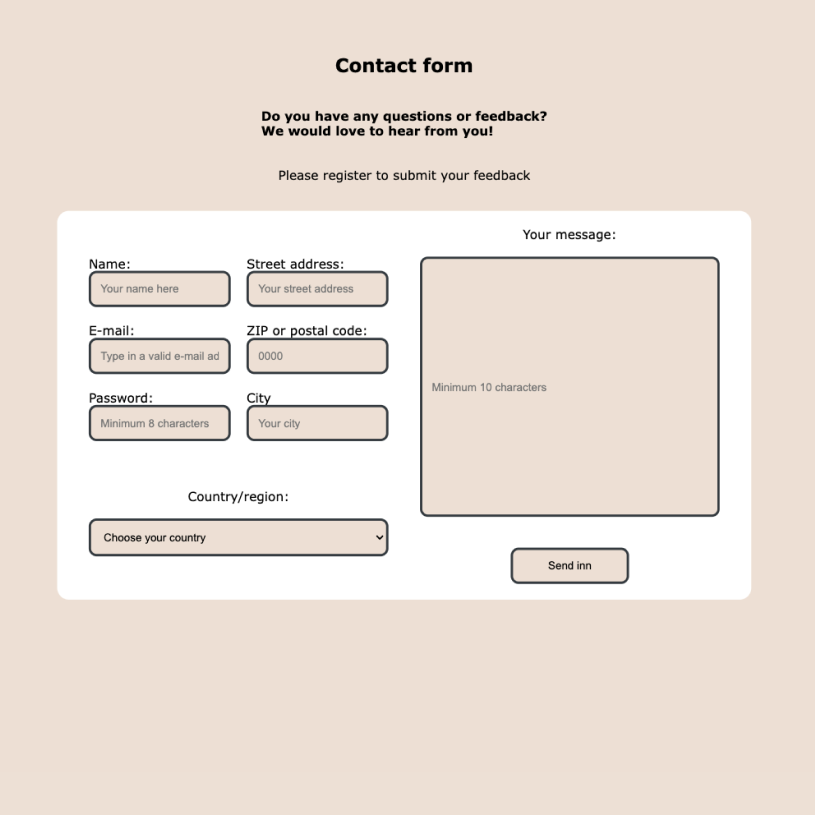 Contact form
Do you have any questions or feedback?
We would love to hear from you!
Please register to submit your feedback
Name:
Your name here
Street address:
Your street address
E-mail:
Type in a valid e-mail ad
ZIP or postal code:
0000
Password:
Minimum 8 characters
City
Your city
Country/region:
Choose your country
Your message:
Minimum 10 characters
Send inn